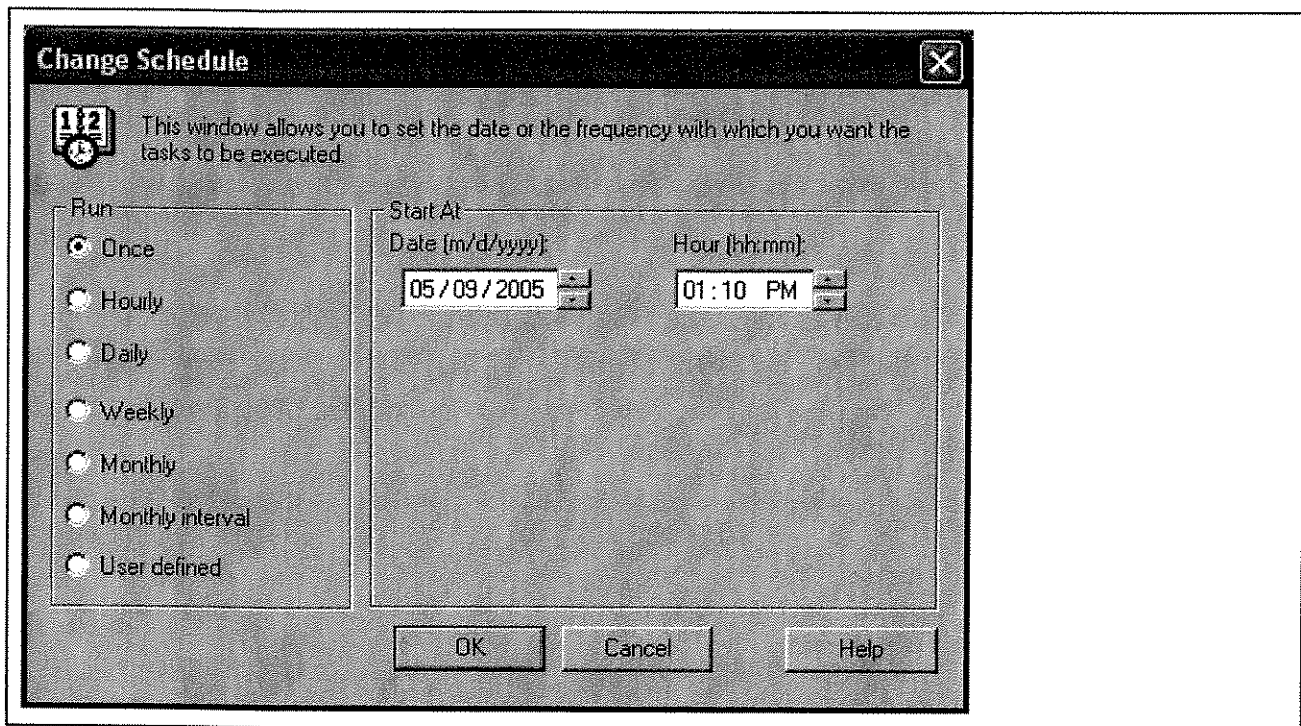 Change Schedule
12
This window allows you to set the date or the frequency with which you want the
tasks to be executed.
Run
Once
Hourly
Daily
Weekly
Monthly
Monthly interval
User defined
Start At
Date (m/d/yyyy):
Hour (hh:mm):
05/09/2005
01:10 PM
OK
Cancel
Help